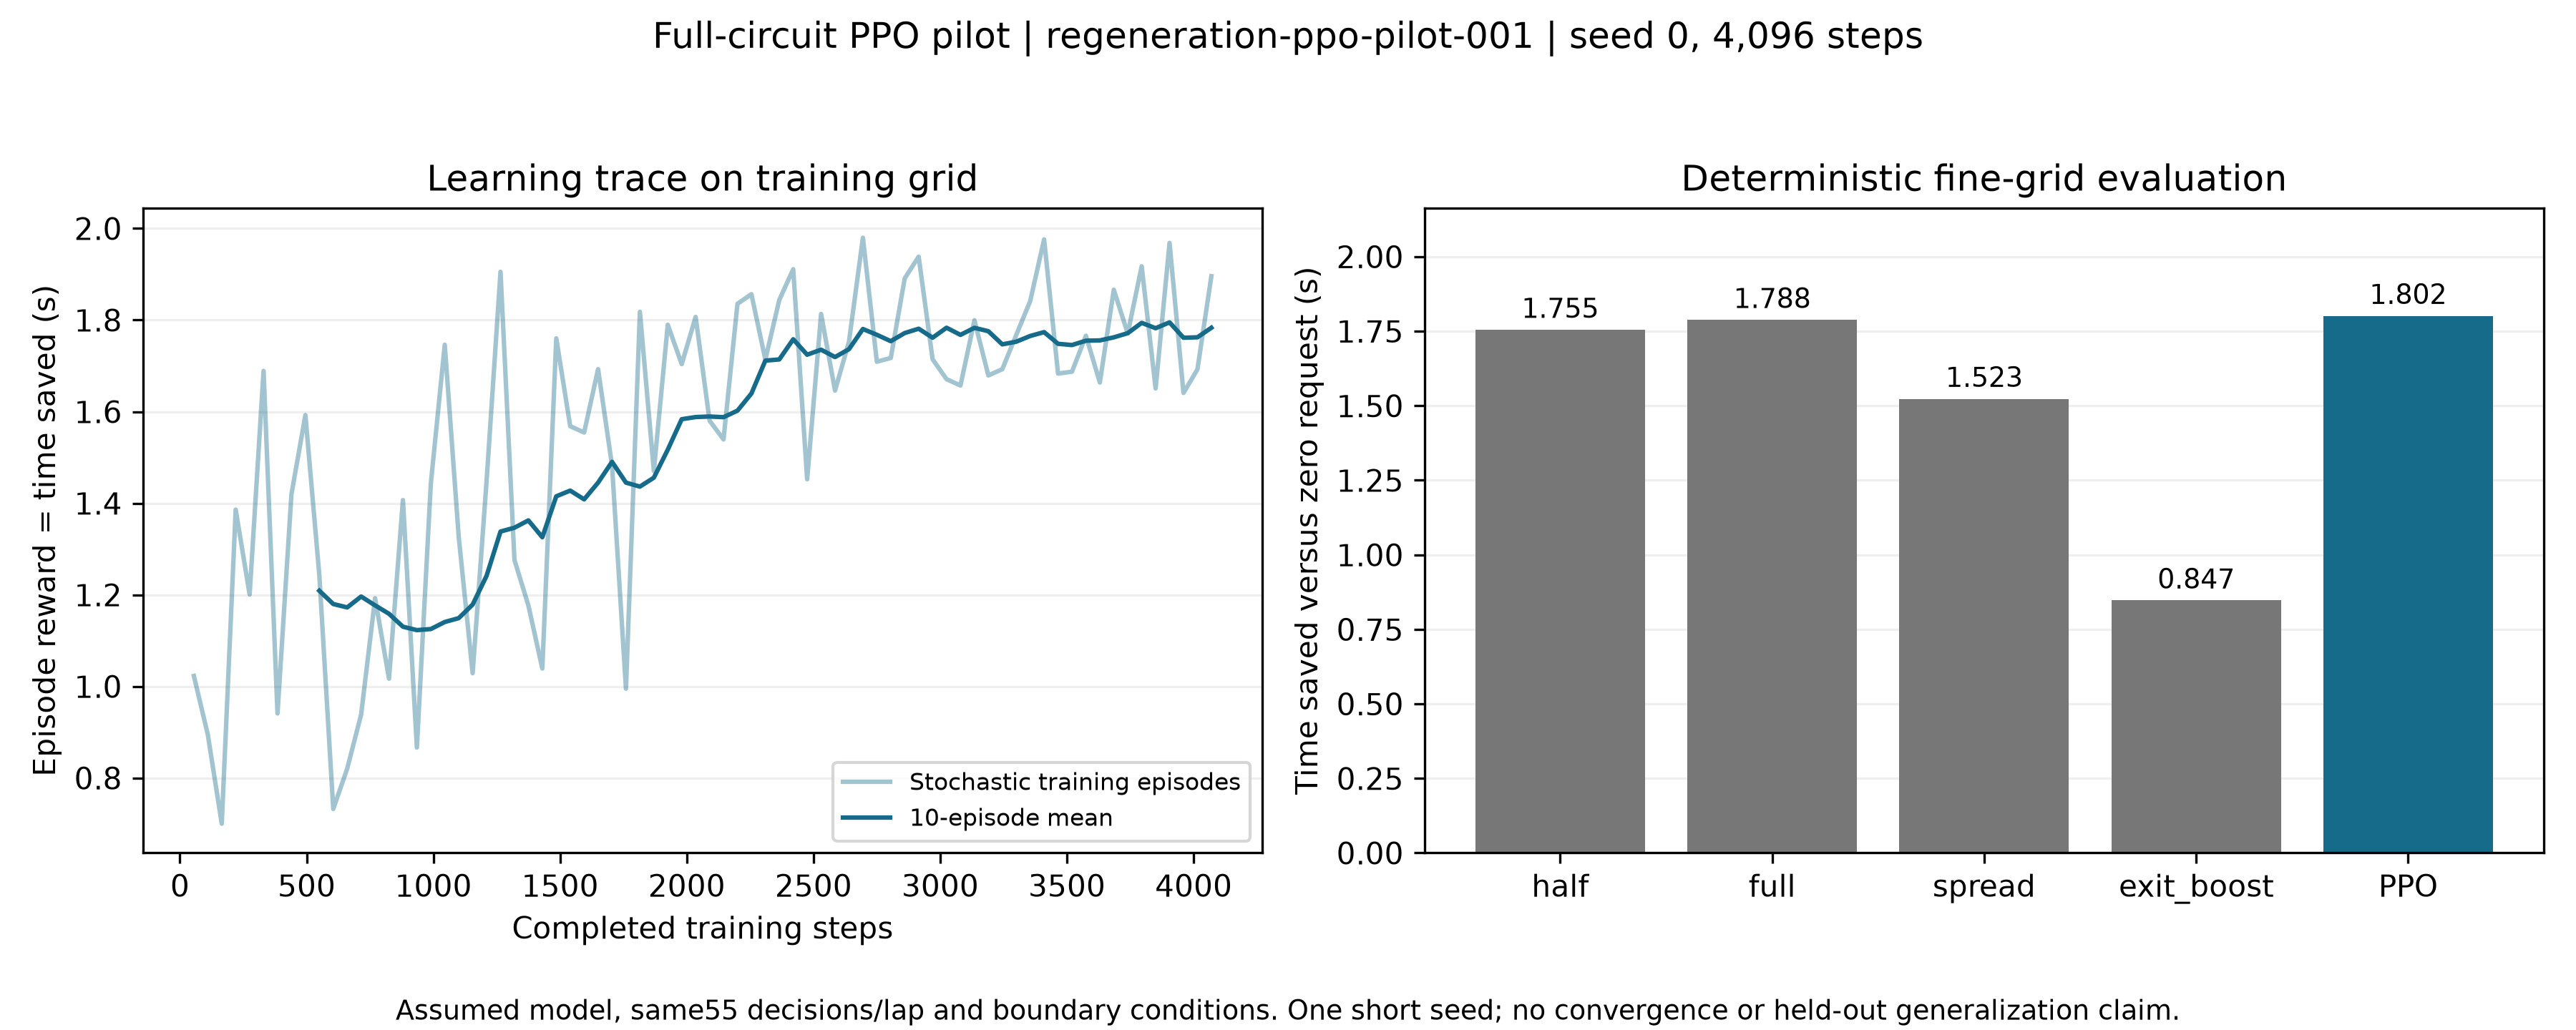 Full-circuit PPO pilot | regeneration-ppo-pilot-001 | seed 0, 4,096 steps
Learning trace on training grid
Episode reward = time saved (s)
2.0
1.8
1.6
1.4
1.2
1.0
0.8
Stochastic training episodes
10-episode mean
0 500 1000 1500 2000 2500 3000 3500 4000
Completed training steps
Deterministic fine-grid evaluation
Time saved versus zero request (s)
2.00
1.75
1.50
1.25
1.00
0.75
0.50
0.25
0.00
1.755
1.788
1.523
0.847
1.802
half full spread exit_boost PPO
Assumed model, same55 decisions/lap and boundary conditions. One short seed; no convergence or held-out generalization claim.